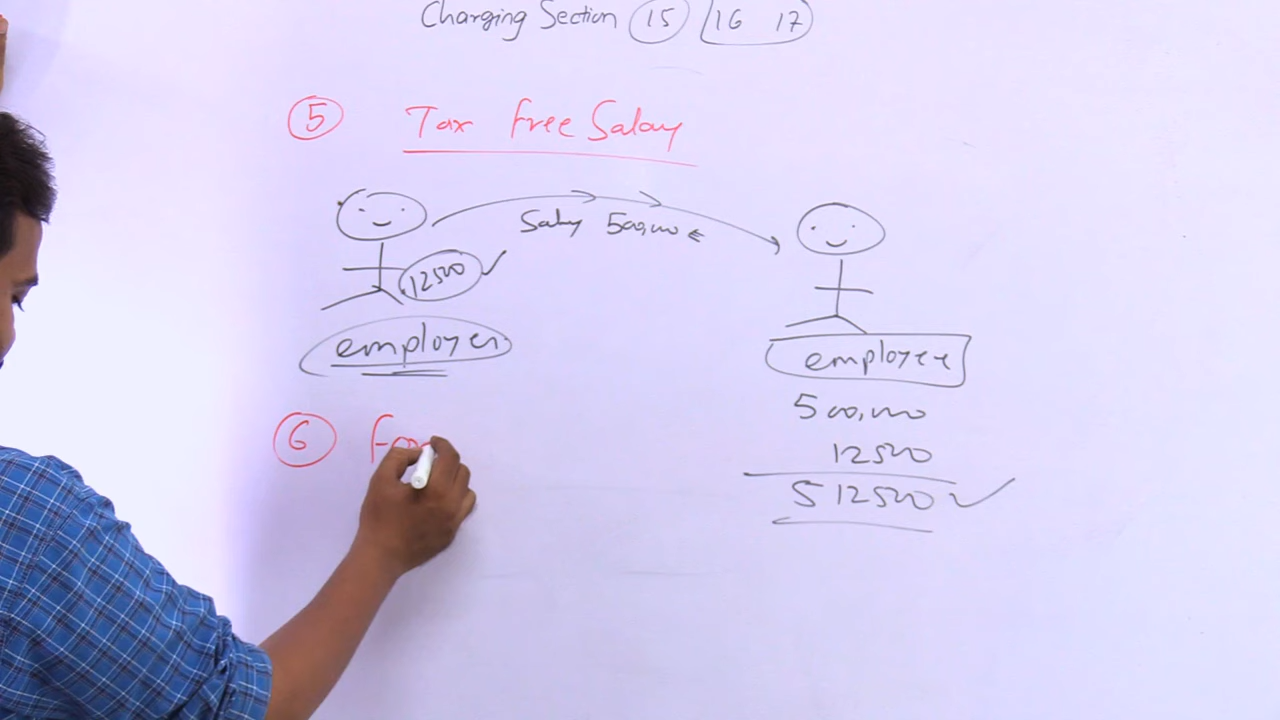 Charging Section 15 16 17
5 Tax Free Salary
Salary 500,000
12500
employer
employee
500,000
12500
512500
6